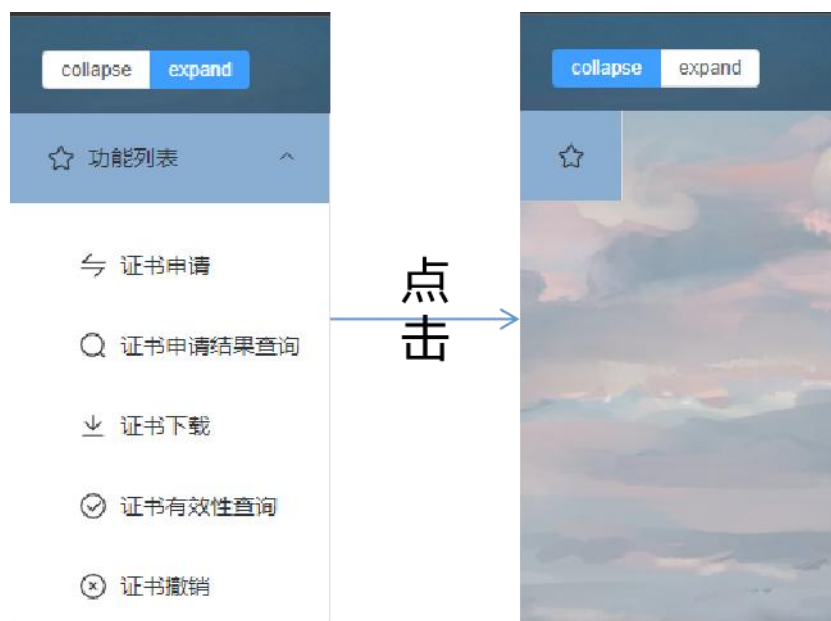 collapse expand
功能列表
证书申请
证书申请结果查询
证书下载
证书有效性查询
证书撤销
点
击
collapse expand